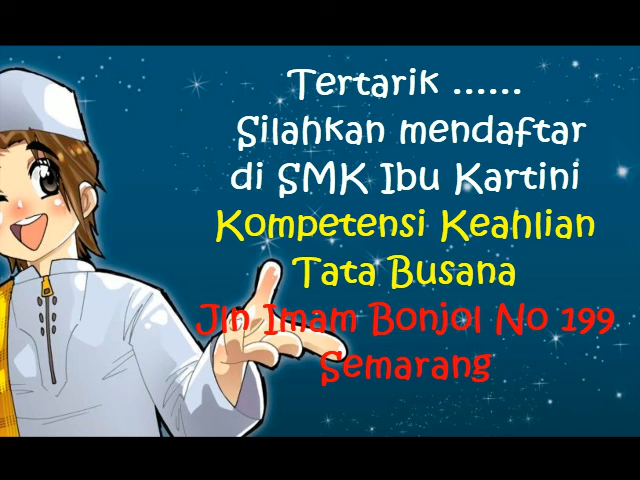 Tertarik ......
Silahkan mendaftar
di SMK Ibu Kartini
Kompetensi Keahlian
Tata Busana
Jln Imam Bonjol No 199
Semarang